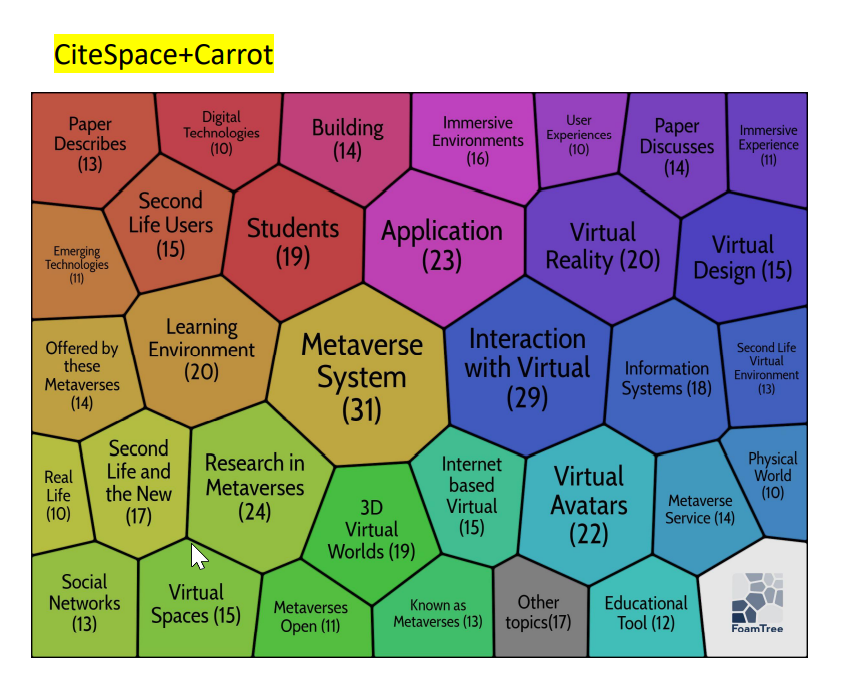 CiteSpace+Carrot
Paper
Describes
(13)
Digital
Technologies
(10)
Building
(14)
Immersive
Environments
(16)
User
Experiences
(10)
Paper
Discusses
(14)
Immersive
Experience
(11)
Second
Life Users
(15)
Students
(19)
Application
(23)
Virtual
Reality (20)
Virtual
Design (15)
Emerging
Technologies
(11)
Learning
Environment
(20)
Metaverse
System
(31)
Interaction
with Virtual
(29)
Information
Systems (18)
Second Life
Virtual
Environment
(13)
Offered by
these
Metaverses
(14)
Real
Life
(10)
Second
Life and
the New
(17)
Research in
Metaverses
(24)
3D
Virtual
Worlds (19)
Internet
based
Virtual
(15)
Virtual
Avatars
(22)
Metaverse
Service (14)
Physical
World
(10)
Social
Networks
(13)
Virtual
Spaces (15)
Metaverses
Open (11)
Known as
Metaverses (13)
Other
topics(17)
Educational
Tool (12)
FoamTree